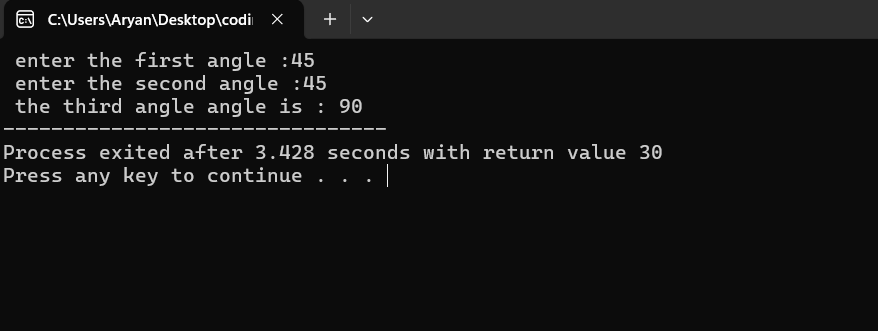 C:\Users\Aryan\Desktop\codi
enter the first angle :45
enter the second angle :45
the third angle angle is : 90
--------------------------------
Process exited after 3.428 seconds with return value 30
Press any key to continue . . .